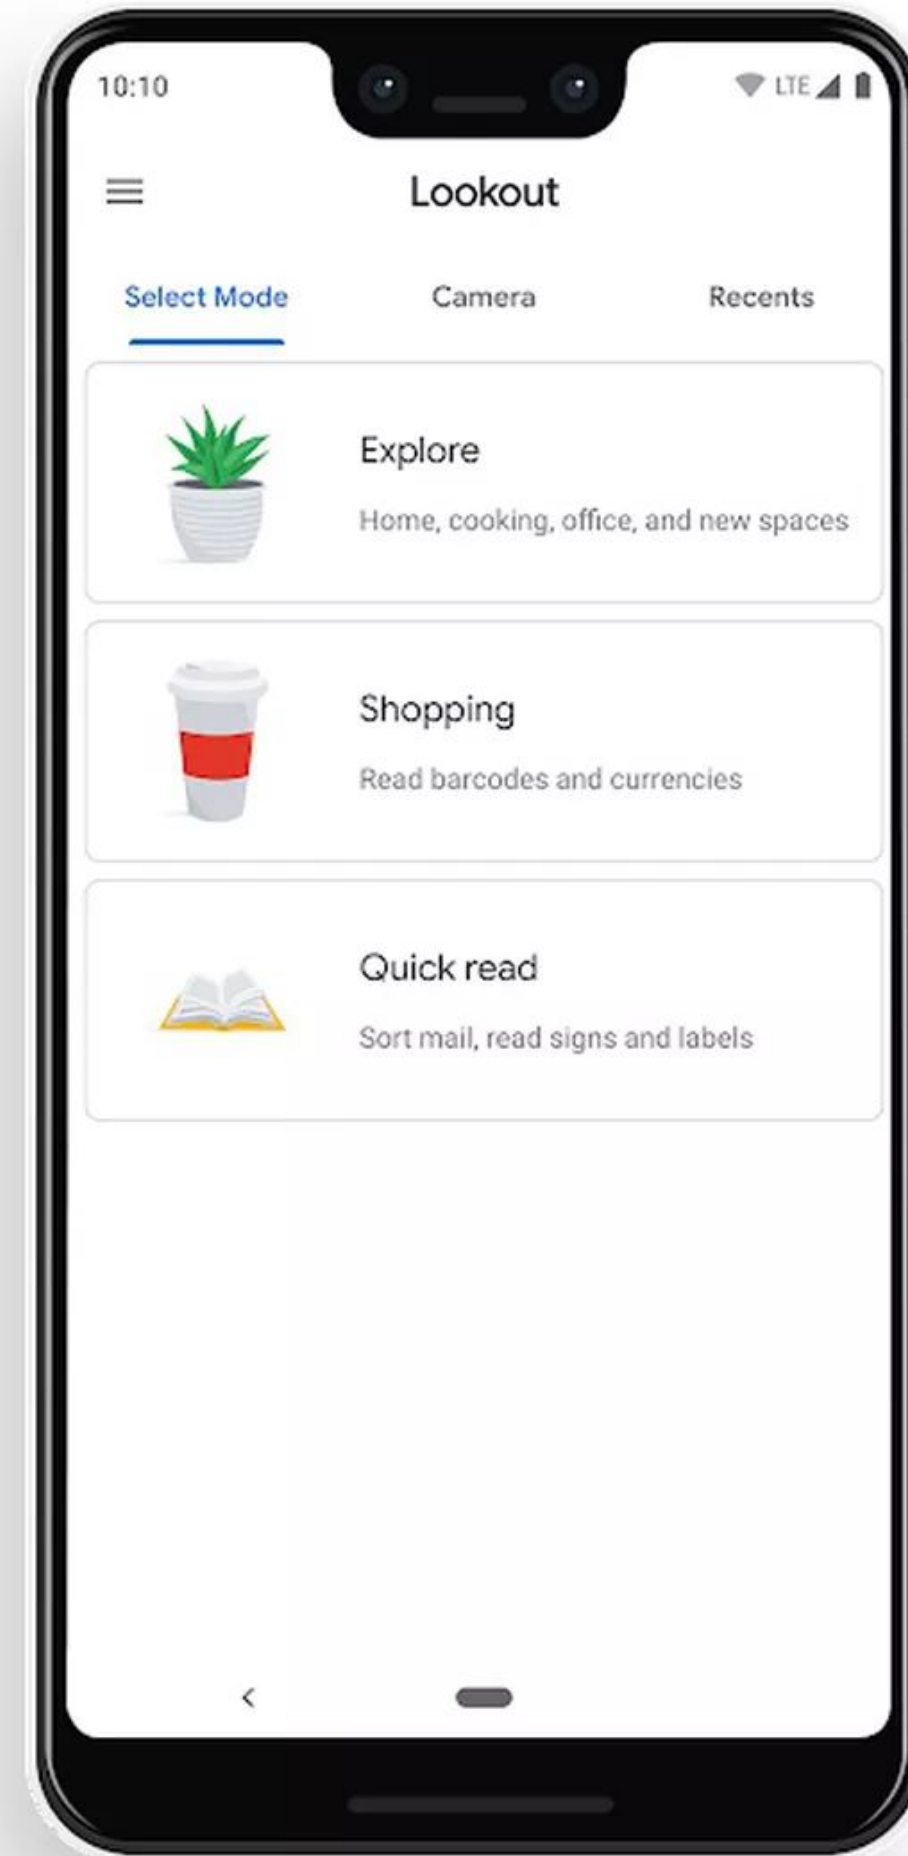 10:10
LTE
Lookout
Select Mode
Camera
Recents
Explore
Home, cooking, office, and new spaces
Shopping
Read barcodes and currencies
Quick read
Sort mail, read signs and labels